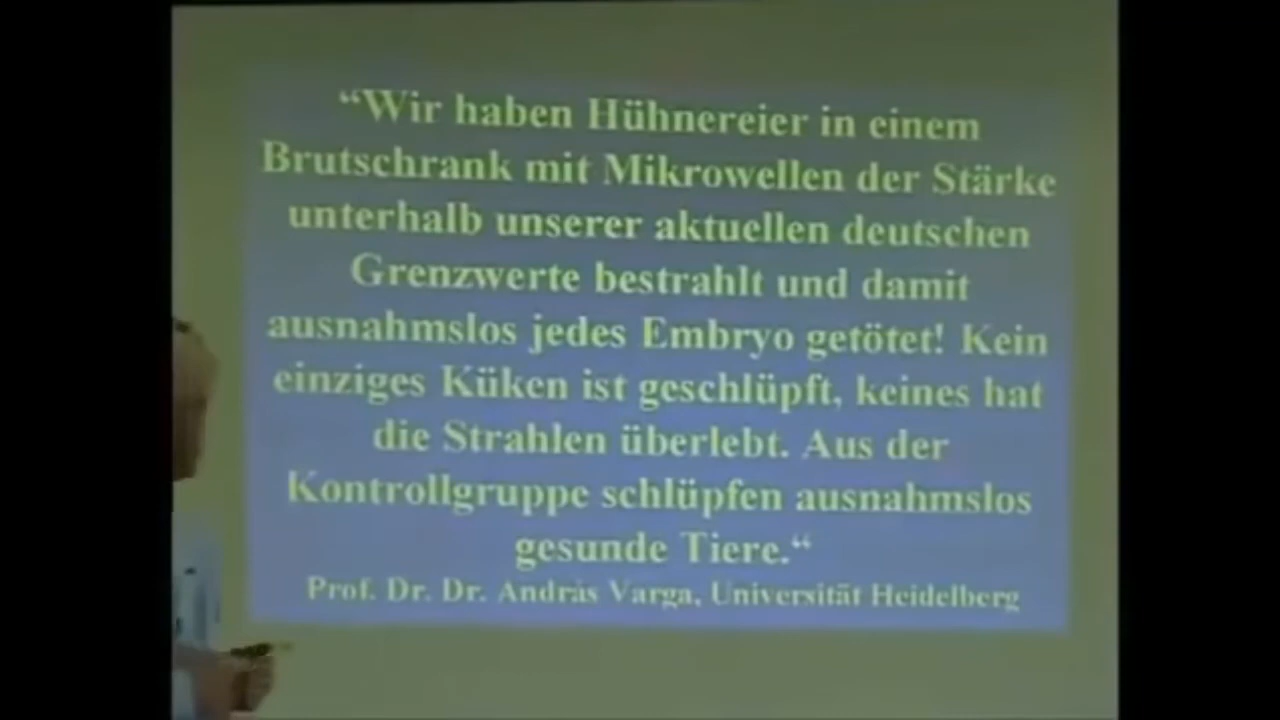 “Wir haben Hühnereier in einem
Brutschrank mit Mikrowellen der Stärke
unterhalb unserer aktuellen deutschen
Grenzwerte bestrahlt und damit
ausnahmslos jedes Embryo getötet! Kein
einziges Küken ist geschlüpft, keines hat
die Strahlen überlebt. Aus der
Kontrollgruppe schlüpfen ausnahmslos
gesunde Tiere.“
Prof. Dr. Dr. Andràs Varga, Universität Heidelberg